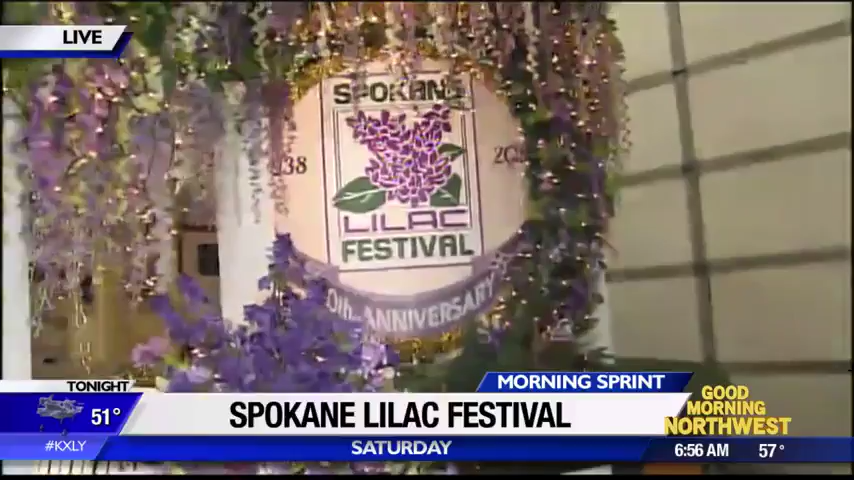 LIVE
SPOKANE
38
LILAC
FESTIVAL
ANNIVERSARY
TONIGHT
51°
#KXLY
MORNING SPRINT
SPOKANE LILAC FESTIVAL
SATURDAY
GOOD
MORNING
NORTHWEST
6:56 AM 57°